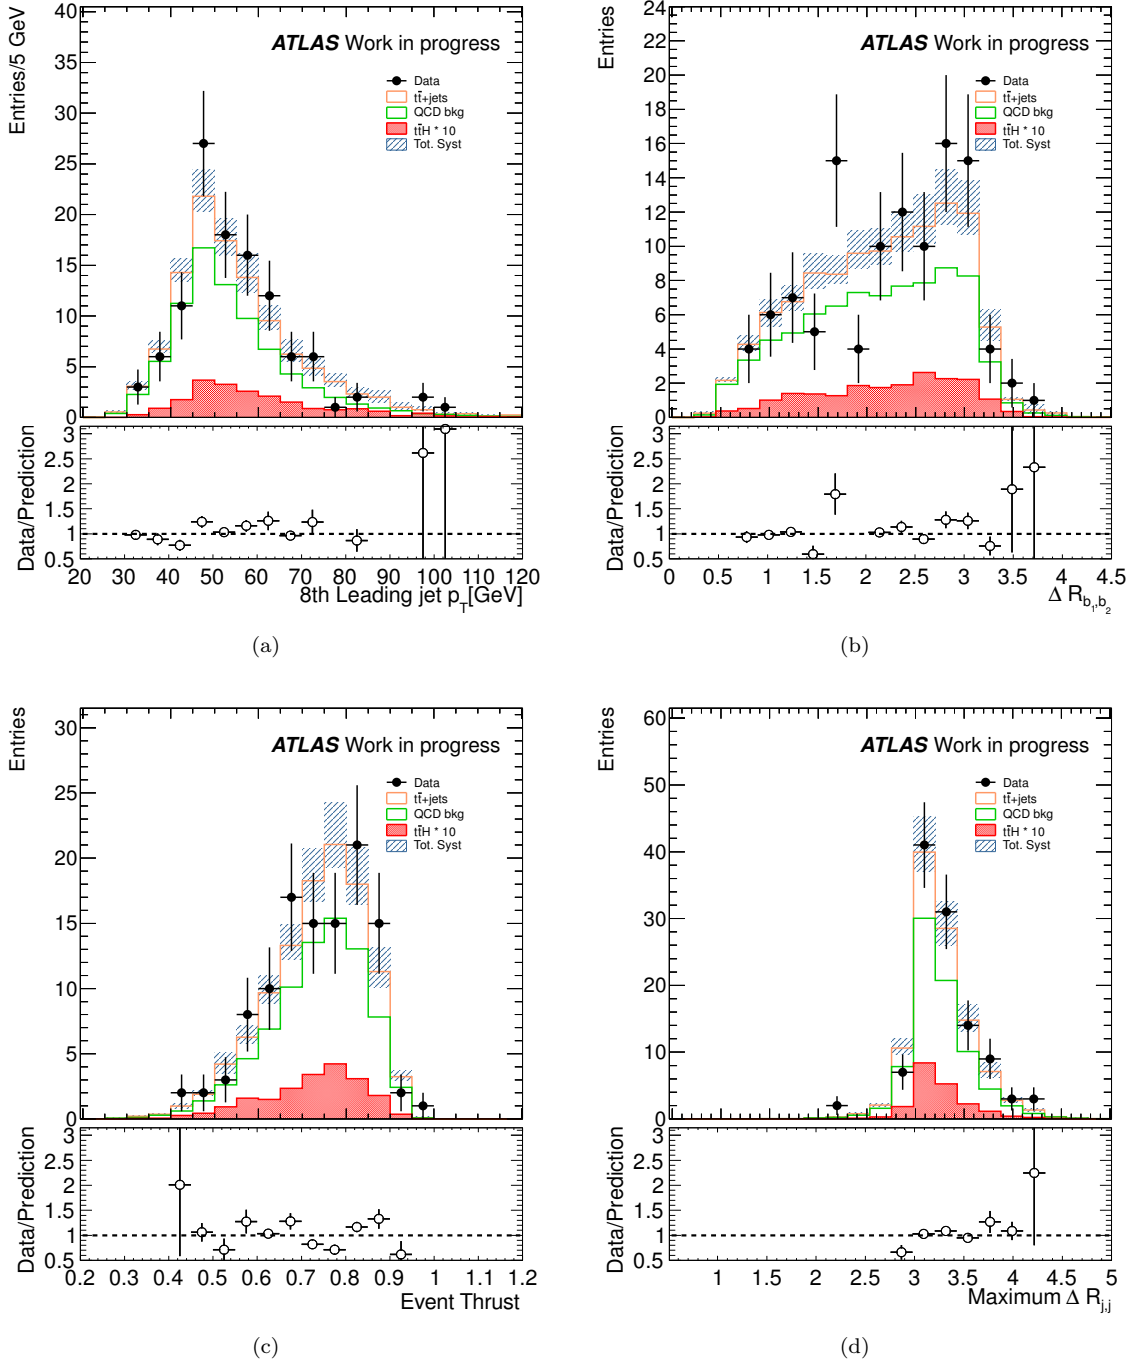 Entries/5 GeV
40
35
30
25
20
15
10
5
0
ATLAS Work in progress
Data
tt̄+jets
QCD bkg
tt̄H * 10
Tot. Syst
Data/Prediction
3
2.5
2
1.5
1
0.5
20 30 40 50 60 70 80 90 100 110 120
8th Leading jet p_T[GeV]
(a)
Entries
24
22
20
18
16
14
12
10
8
6
4
2
0
ATLAS Work in progress
Data
tt̄+jets
QCD bkg
tt̄H * 10
Tot. Syst
Data/Prediction
3
2.5
2
1.5
1
0.5
0 0.5 1 1.5 2 2.5 3 3.5 4 4.5
Δ R_{b_1,b_2}
(b)
Entries
30
25
20
15
10
5
0
ATLAS Work in progress
Data
tt̄+jets
QCD bkg
tt̄H * 10
Tot. Syst
Data/Prediction
3
2.5
2
1.5
1
0.5
0.2 0.3 0.4 0.5 0.6 0.7 0.8 0.9 1 1.1 1.2
Event Thrust
(c)
Entries
60
50
40
30
20
10
0
ATLAS Work in progress
Data
tt̄+jets
QCD bkg
tt̄H * 10
Tot. Syst
Data/Prediction
3
2.5
2
1.5
1
0.5
1 1.5 2 2.5 3 3.5 4 4.5 5
Maximum Δ R_{j,j}
(d)